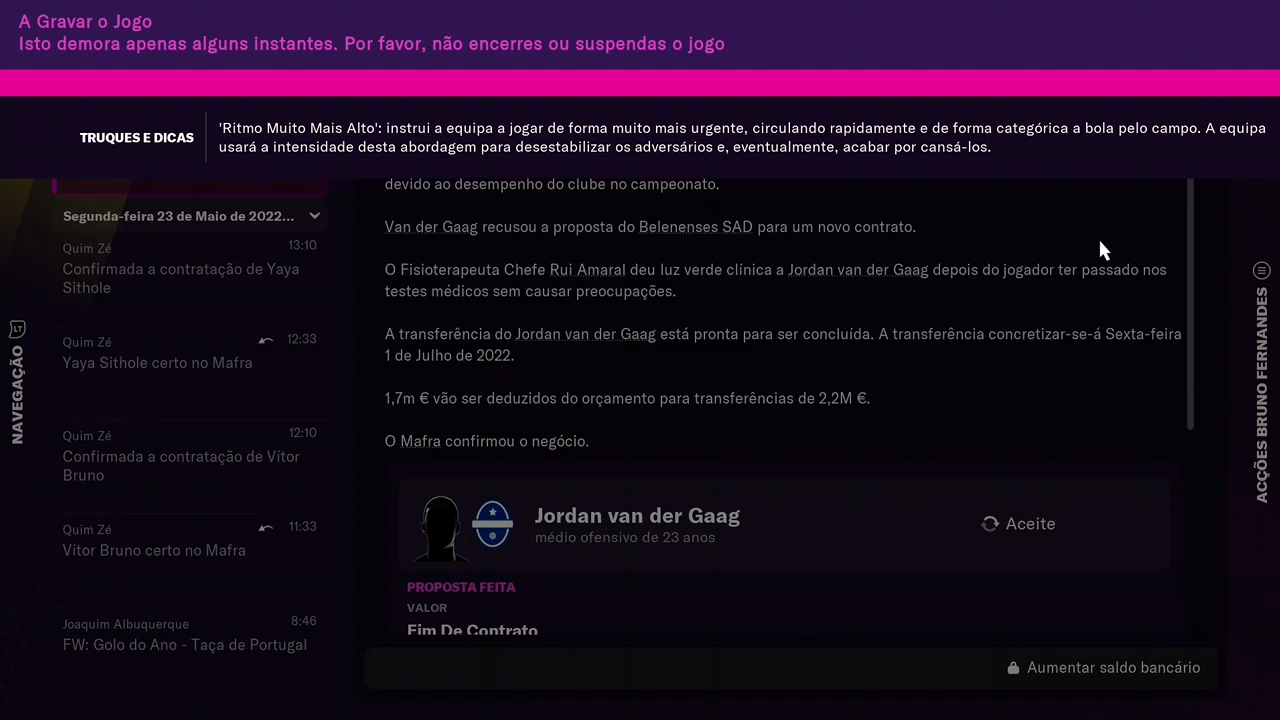 A Gravar o Jogo
Isto demora apenas alguns instantes. Por favor, não encerres ou suspendas o jogo
TRUQUES E DICAS
'Ritmo Muito Mais Alto': instrui a equipa a jogar de forma muito mais urgente, circulando rapidamente e de forma categórica a bola pelo campo. A equipa
usará a intensidade desta abordagem para desestabilizar os adversários e, eventualmente, acabar por cansá-los.
NAVEGAÇÃO
LT
Segunda-feira 23 de Maio de 2022...
Quim Zé
13:10
Confirmada a contratação de Yaya
Sithole
Quim Zé
12:33
Yaya Sithole certo no Mafra
Quim Zé
12:10
Confirmada a contratação de Vítor
Bruno
Quim Zé
11:33
Vítor Bruno certo no Mafra
Joaquim Albuquerque
8:46
FW: Golo do Ano - Taça de Portugal
devido ao desempenho do clube no campeonato.
Van der Gaag recusou a proposta do Belenenses SAD para um novo contrato.
O Fisioterapeuta Chefe Rui Amaral deu luz verde clínica a Jordan van der Gaag depois do jogador ter passado nos
testes médicos sem causar preocupações.
A transferência do Jordan van der Gaag está pronta para ser concluída. A transferência concretizar-se-á Sexta-feira
1 de Julho de 2022.
1,7m € vão ser deduzidos do orçamento para transferências de 2,2M €.
O Mafra confirmou o negócio.
Jordan van der Gaag
médio ofensivo de 23 anos
Aceite
PROPOSTA FEITA
VALOR
Fim De Contrato
Aumentar saldo bancário
ACÇÕES BRUNO FERNANDES